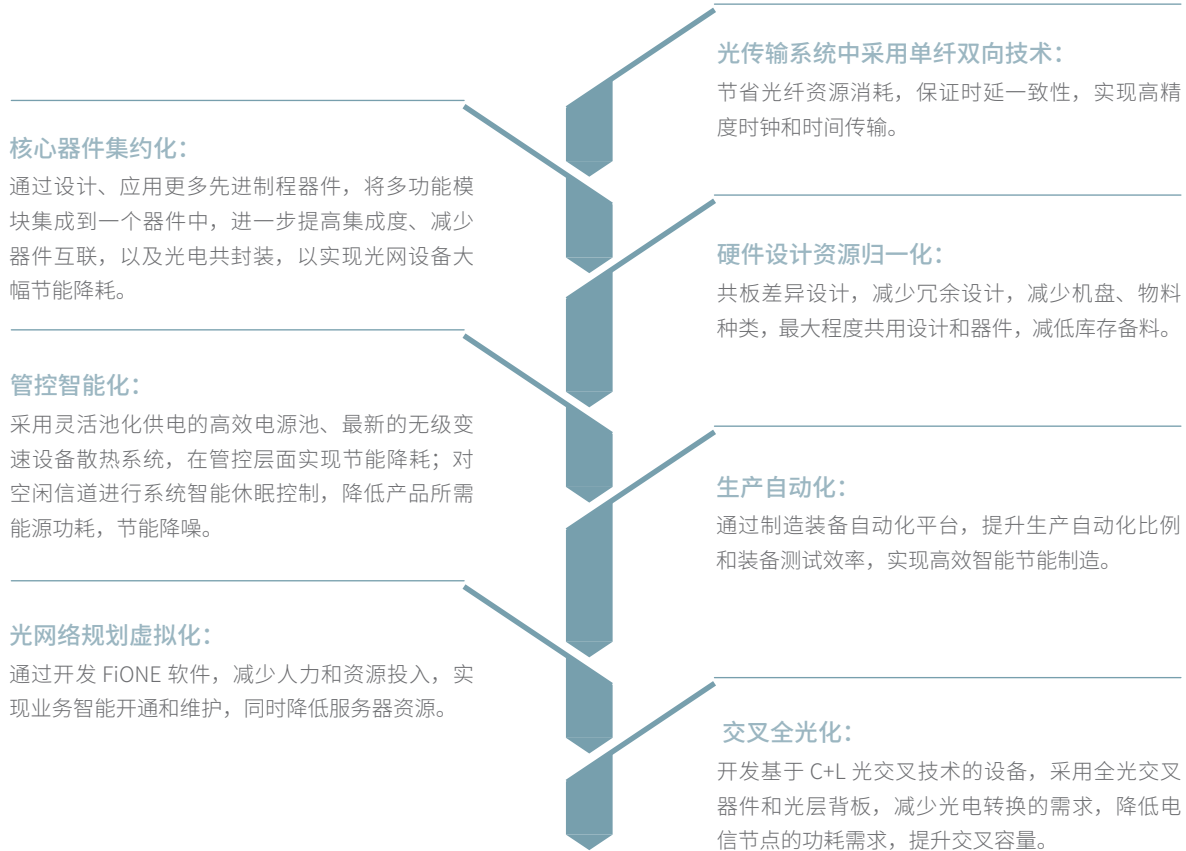 光传输系统中采用单纤双向技术：
节省光纤资源消耗，保证时延一致性，实现高精
度时钟和时间传输。
核心器件集约化：
通过设计、应用更多先进制程器件，将多功能模
块集成到一个器件中，进一步提高集成度、减少
器件互联，以及光电共封装，以实现光网设备大
幅节能降耗。
硬件设计资源归一化：
共板差异设计，减少冗余设计，减少机盘、物料
种类，最大程度共用设计和器件，减低库存备料。
管控智能化：
采用灵活池化供电的高效电源池、最新的无级变
速设备散热系统，在管控层面实现节能降耗；对
空闲信道进行系统智能休眠控制，降低产品所需
能源功耗，节能降噪。
生产自动化：
通过制造装备自动化平台，提升生产自动化比例
和装备测试效率，实现高效智能节能制造。
光网络规划虚拟化：
通过开发 FiONE 软件，减少人力和资源投入，实
现业务智能开通和维护，同时降低服务器资源。
交叉全光化：
开发基于 C+L 光交叉技术的设备，采用全光交叉
器件和光层背板，减少光电转换的需求，降低电
信节点的功耗需求，提升交叉容量。